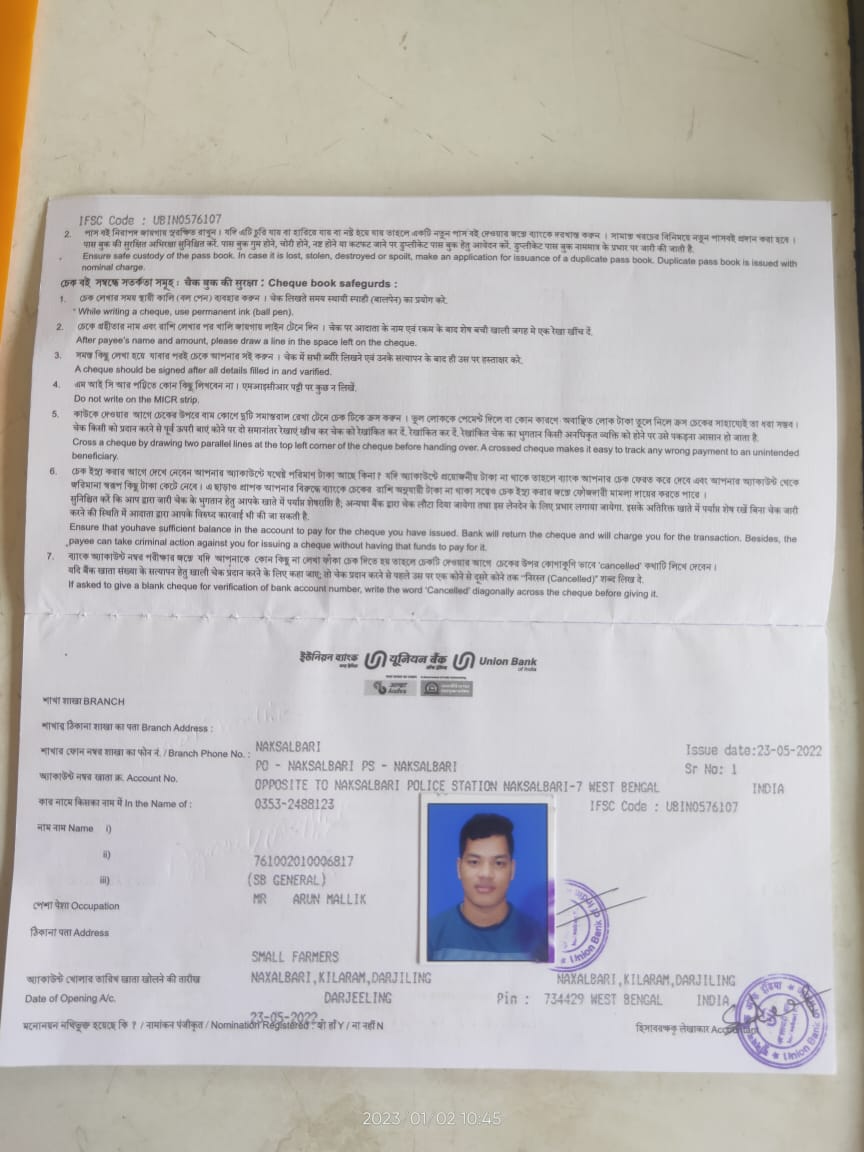 IFSC Code : UBIN0576107
2. পাস বই নিরাপদ জায়গায় সুরক্ষিত রাখুন। যদি এটি চুরি যায় বা হারিয়ে যায় বা নষ্ট হয়ে যায় তাহলে একটি নতুন পাস বই দেওয়ার জন্যে ব্যাংকে দরখাস্ত করুন । সামান্য খরচের বিনিময়ে নতুন পাসবই প্রদান করা হবে ।
पास बुक की सुरक्षित अभिरक्षा सुनिश्चित करें. पास बुक गुम होने, चोरी होने, नष्ट होने या कटफट जाने पर डुप्लीकेट पास बुक हेतु आवेदन करें, डुप्लीकेट पास बुक नाममात्र के प्रभार पर जारी की जाती है.
Ensure safe custody of the pass book. In case it is lost, stolen, destroyed or spoilt, make an application for issuance of a duplicate pass book. Duplicate pass book is issued with
nominal charge.
চেক বই সম্বন্ধে সতর্কতা সমূহ : चैक बुक की सुरक्षा : Cheque book safegurds :
1. চেক লেখার সময় স্থায়ী কালি (বল পেন) ব্যবহার করুন । चेक लिखते समय स्थायी स्याही (बालपेन) का प्रयोग करे.
* While writing a cheque, use permanent ink (ball pen).
2. চেকে গ্রহীতার নাম এবং রাশি লেখার পর খালি জায়গায় লাইন টেনে দিন । चेक पर आदाता के नाम एवं रकम के बाद शेष बची खाली जगह मे एक रेखा खींच दें.
After payee's name and amount, please draw a line in the space left on the cheque.
3. সমস্ত কিছু লেখা হয়ে যাবার পরই চেকে আপনার সই করুন । चेक में सभी ब्यौरे लिखने एवं उनके सत्यापन के बाद ही उस पर हस्ताक्षर करे.
A cheque should be signed after all details filled in and varified.
4. এম আই সি আর পট্টিতে কোন কিছু লিখবেন না । एमआइसीआर पट्टी पर कुछ न लिखें.
Do not write on the MICR strip.
5. কাউকে দেওয়ার আগে চেকের উপরে বাম কোণে দুটি সমান্তরাল রেখা টেনে চেক টিকে ক্রস করুন । ভুল লোককে পেমেন্ট দিলে বা কোন কারণে অবাঞ্ছিত লোক টাকা তুলে নিলে ক্রস চেকের সাহায্যেই তা ধরা সম্ভব ।
चेक किसी को प्रदान करने से पूर्व ऊपरी बाएं कोने पर दो समानांतर रेखाएं खींच कर चेक को रेखांकित कर दें, रेखांकित कर दें. रेखांकित चेक का भुगतान किसी अनधिकृत व्यक्ति को होने पर उसे पकड़ना आसान हो जाता है.
Cross a cheque by drawing two parallel lines at the top left corner of the cheque before handing over. A crossed cheque makes it easy to track any wrong payment to an unintended
beneficiary.
6. চেক ইস্যু করার আগে দেখে নেবেন আপনার অ্যাকাউন্টে যথেষ্ট পরিমাণ টাকা আছে কিনা? যদি অ্যাকাউন্টে প্রয়োজনীয় টাকা না থাকে তাহলে ব্যাংক আপনার চেক ফেরত করে দেবে এবং আপনার অ্যাকাউন্ট থেকে
জরিমানা স্বরূপ কিছু টাকা কেটে নেবে । এ ছাড়াও প্রাপক আপনার বিরুদ্ধে ব্যাংকে চেকের রাশি অনুযায়ী টাকা না থাকা সত্ত্বেও চেক ইস্যু করার জন্যে ফৌজদারী মামলা দায়ের করতে পারে ।
सुनिश्चित करें कि आप द्वारा जारी चेक के भुगतान हेतु आपके खाते में पर्याप्त शेषराशि है; अन्यथा बैंक द्वारा चेक लौटा दिया जायेगा तथा इस लेनदेन के लिए प्रभार लगाया जायेगा. इसके अतिरिक्त खाते में पर्याप्त शेष रखें बिना चेक जारी
करने की स्थिति में आदाता द्वारा आपके विरुध्द कारवाई भी की जा सकती है.
Ensure that youhave sufficient balance in the account to pay for the cheque you have issued. Bank will return the cheque and will charge you for the transaction. Besides, the
payee can take criminal action against you for issuing a cheque without having that funds to pay for it.
7. ব্যাংক অ্যাকাউন্ট নম্বর পরীক্ষার জন্যে যদি আপনাকে কোন কিছু না লেখা ফাঁকা চেক দিতে হয় তাহলে একটি দেওয়ার আগে চেকের উপর কোণাকুণি ভাবে 'cancelled' কথাটি লিখে দেবেন।
यदि बैंक खाता संख्या के सत्यापन हेतु खाली चेक प्रदान करने के लिए कहा जाए; तो चेक प्रदान करने से पहले उस पर एक कोने से दूसरे कोने तक "निरस्त (Cancelled)" शब्द लिख दे.
If asked to give a blank cheque for verification of bank account number, write the word 'Cancelled' diagonally across the cheque before giving it.
ইউনিয়ন ব্যাংক यूनियन बैंक Union Bank
of India
Andhra
শাখা शाखा BRANCH
শাখার ঠিকানা शाखा का पता Branch Address :
শাখার ফোন নম্বর शाखा का फोन नं. / Branch Phone No. : NAKSALBARI Issue date:23-05-2022
PO - NAKSALBARI PS - NAKSALBARI Sr No: 1
অ্যাকাউন্ট নম্বর खाता क्र. Account No. OPPOSITE TO NAKSALBARI POLICE STATION NAKSALBARI-7 WEST BENGAL INDIA
কার নামে किसका नाम में In the Name of : 0353-2488123 IFSC Code : UBIN0576107
নাম नाम Name i)
ii) 761002010006817
iii) (SB GENERAL)
MR ARUN MALLIK
পেশা पेशा Occupation
ঠিকানা पता Address
SMALL FARMERS
অ্যাকাউন্ট খোলার তারিখ खाता खोलने की तारीख NAXALBARI,KILARAM,DARJILING NAXALBARI,KILARAM,DARJILING
Date of Opening A/c. DARJEELING Pin : 734429 WEST BENGAL INDIA
23-05-2022
মনোনয়ন নথিভুক্ত হয়েছে কি ? / नामांकन पंजीकृत / Nomination Registered : हाँ Y / ना नहीं N হিসাবরক্ষক लेखाकार Accountant
Union Bank
Union Bank
2023/01/02 10:45